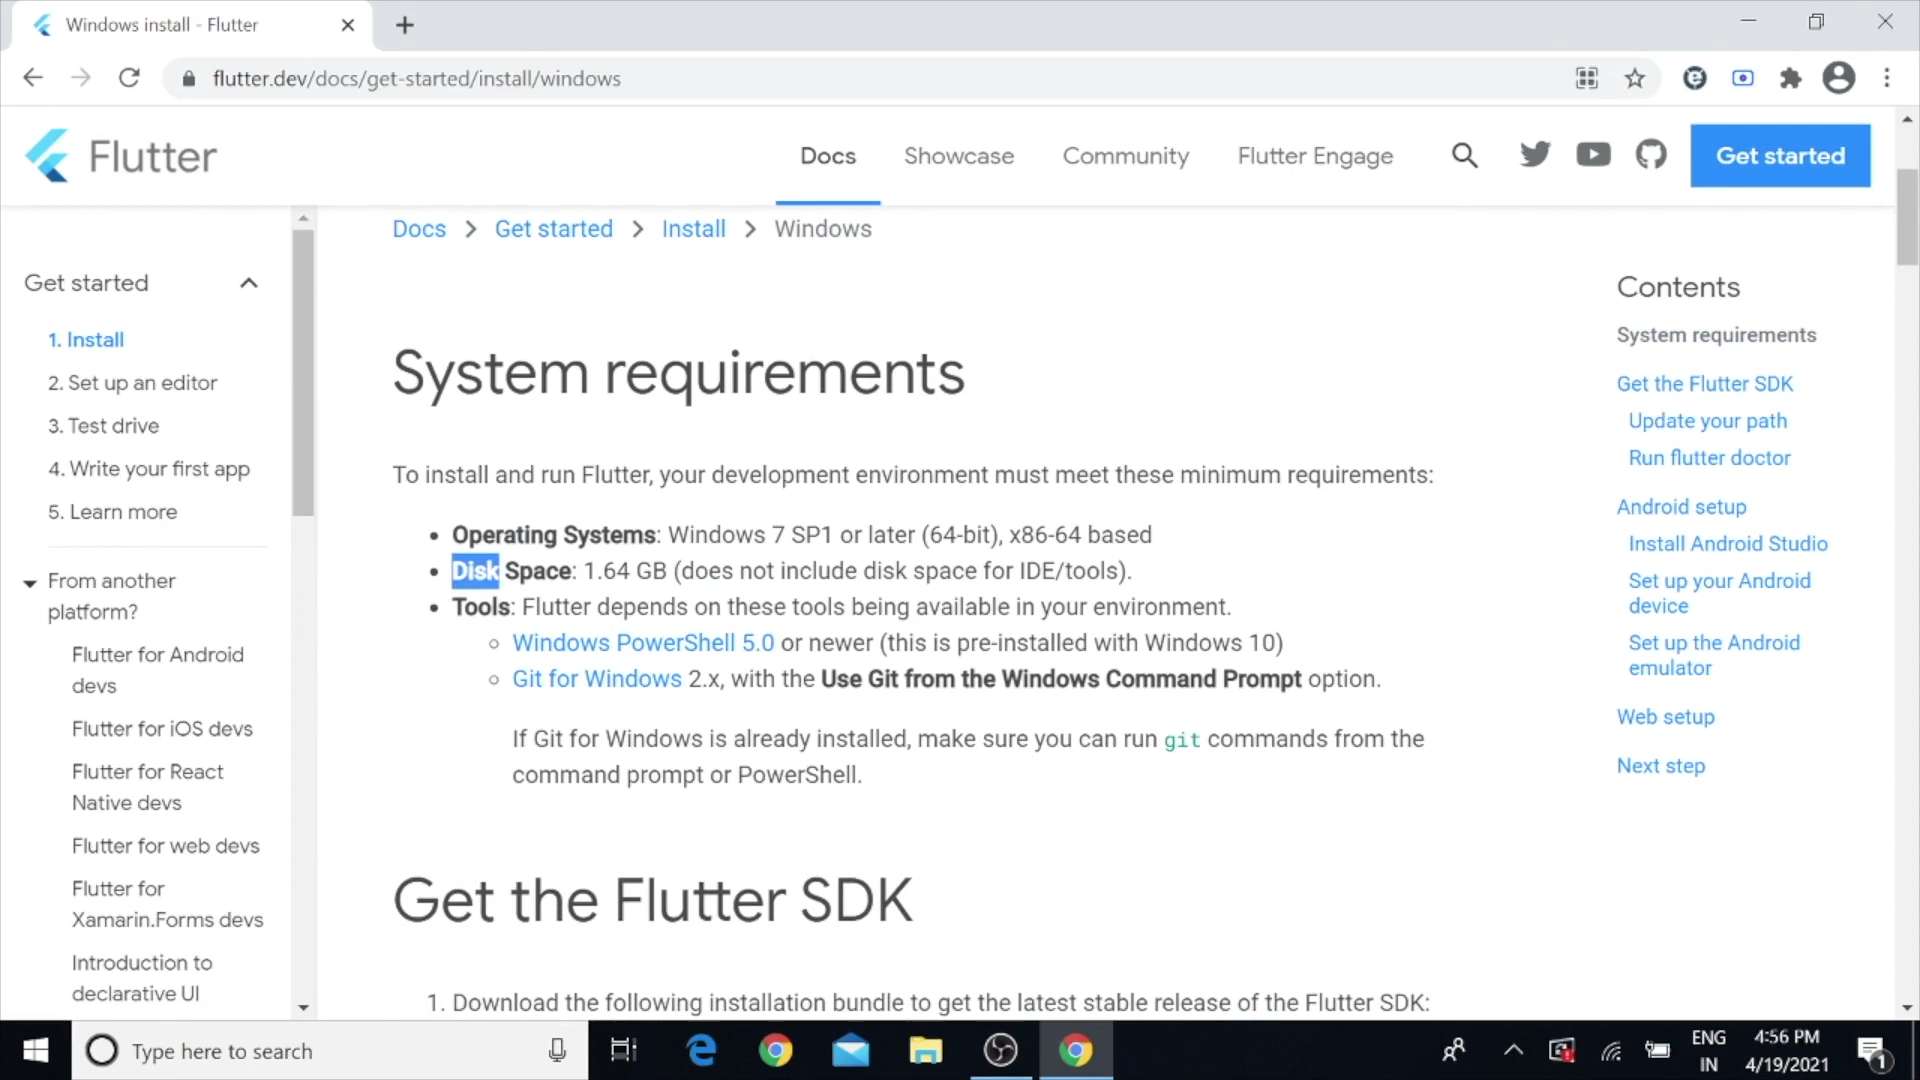 Windows install - Flutter
flutter.dev/docs/get-started/install/windows
Flutter
Docs
Showcase
Community
Flutter Engage
Get started
Docs > Get started > Install > Windows
Get started
1. Install
2. Set up an editor
3. Test drive
4. Write your first app
5. Learn more
From another
platform?
Flutter for Android
devs
Flutter for iOS devs
Flutter for React
Native devs
Flutter for web devs
Flutter for
Xamarin.Forms devs
Introduction to
declarative UI
System requirements
To install and run Flutter, your development environment must meet these minimum requirements:
• Operating Systems: Windows 7 SP1 or later (64-bit), x86-64 based
• Disk Space: 1.64 GB (does not include disk space for IDE/tools).
• Tools: Flutter depends on these tools being available in your environment.
◦ Windows PowerShell 5.0 or newer (this is pre-installed with Windows 10)
◦ Git for Windows 2.x, with the Use Git from the Windows Command Prompt option.
If Git for Windows is already installed, make sure you can run git commands from the
command prompt or PowerShell.
Get the Flutter SDK
1. Download the following installation bundle to get the latest stable release of the Flutter SDK:
Contents
System requirements
Get the Flutter SDK
Update your path
Run flutter doctor
Android setup
Install Android Studio
Set up your Android
device
Set up the Android
emulator
Web setup
Next step
Type here to search
ENG
IN
4:56 PM
4/19/2021
1